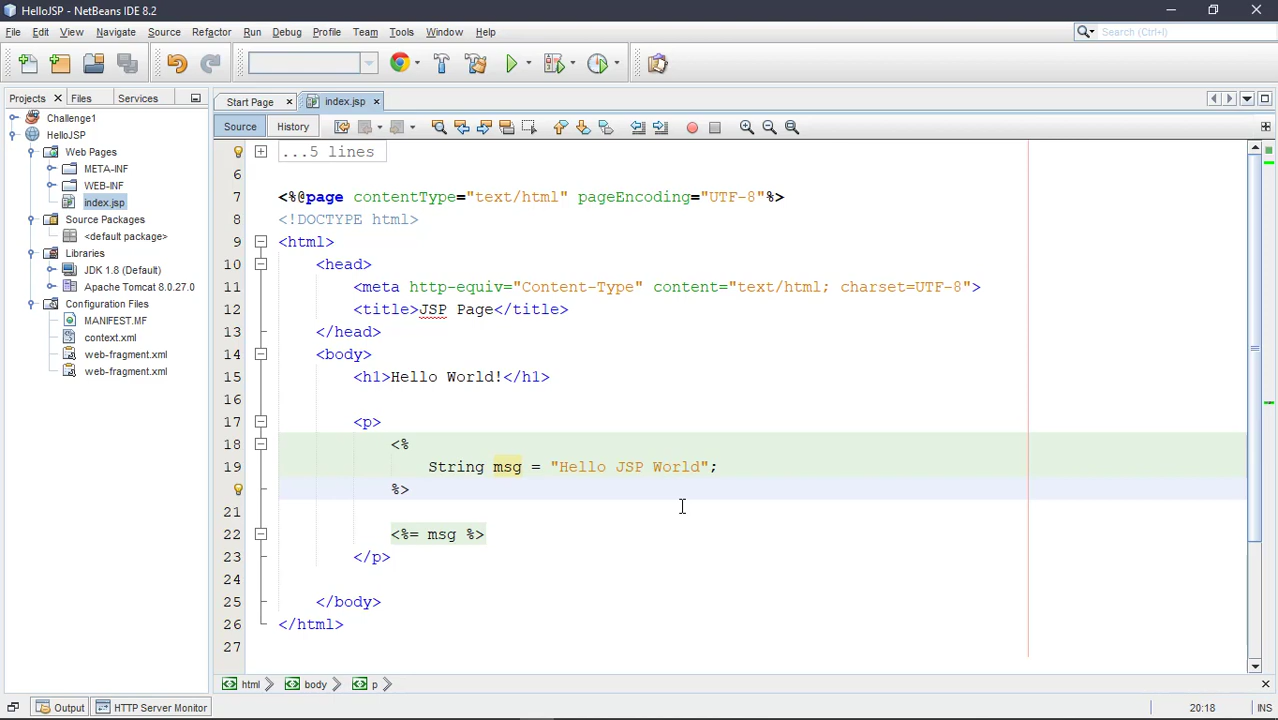 HelloJSP - NetBeans IDE 8.2
File Edit View Navigate Source Refactor Run Debug Profile Team Tools Window Help
Search (Ctrl+I)
Projects Files Services
Start Page index.jsp
Source History
Challenge1
HelloJSP
Web Pages
META-INF
WEB-INF
index.jsp
Source Packages
<default package>
Libraries
JDK 1.8 (Default)
Apache Tomcat 8.0.27.0
Configuration Files
MANIFEST.MF
context.xml
web-fragment.xml
web-fragment.xml
...5 lines
6
7 <%@page contentType="text/html" pageEncoding="UTF-8"%>
8 <!DOCTYPE html>
9 <html>
10 <head>
11 <meta http-equiv="Content-Type" content="text/html; charset=UTF-8">
12 <title>JSP Page</title>
13 </head>
14 <body>
15 <h1>Hello World!</h1>
16
17 <p>
18 <%
19 String msg = "Hello JSP World";
%>
21
22 <%= msg %>
23 </p>
24
25 </body>
26 </html>
27
html body p
Output HTTP Server Monitor
20:18 INS